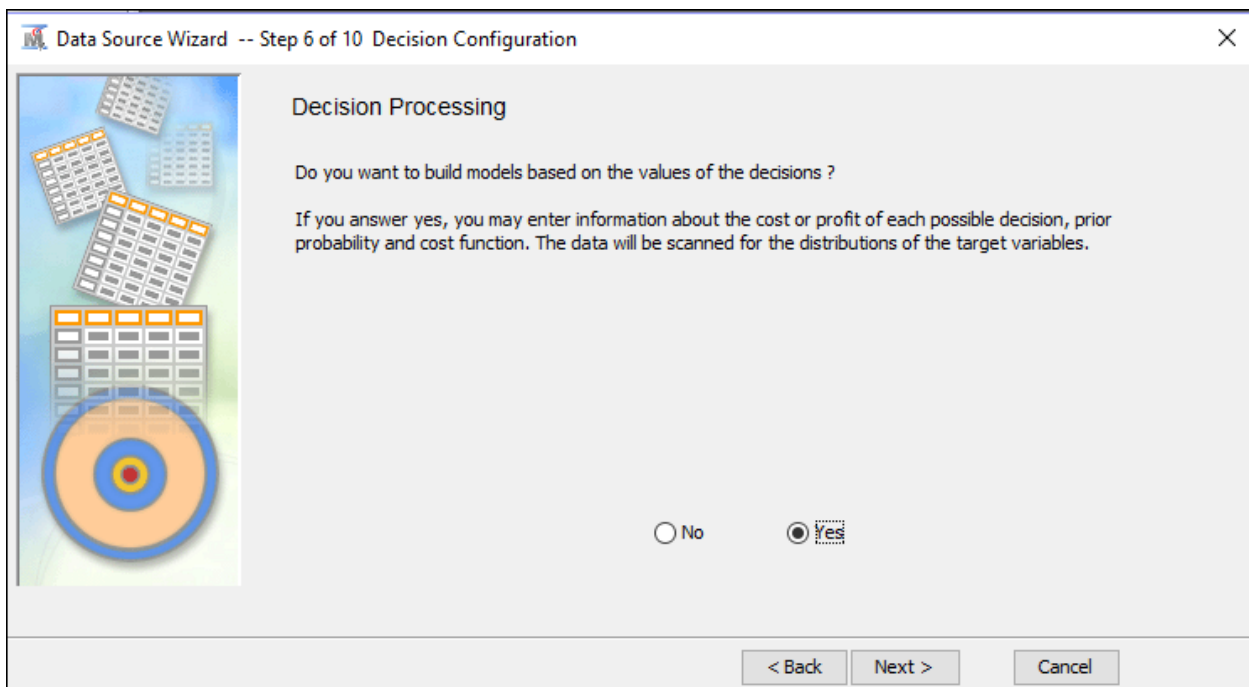 Data Source Wizard -- Step 6 of 10 Decision Configuration
Decision Processing
Do you want to build models based on the values of the decisions ?
If you answer yes, you may enter information about the cost or profit of each possible decision, prior
probability and cost function. The data will be scanned for the distributions of the target variables.
No
Yes
< Back
Next >
Cancel